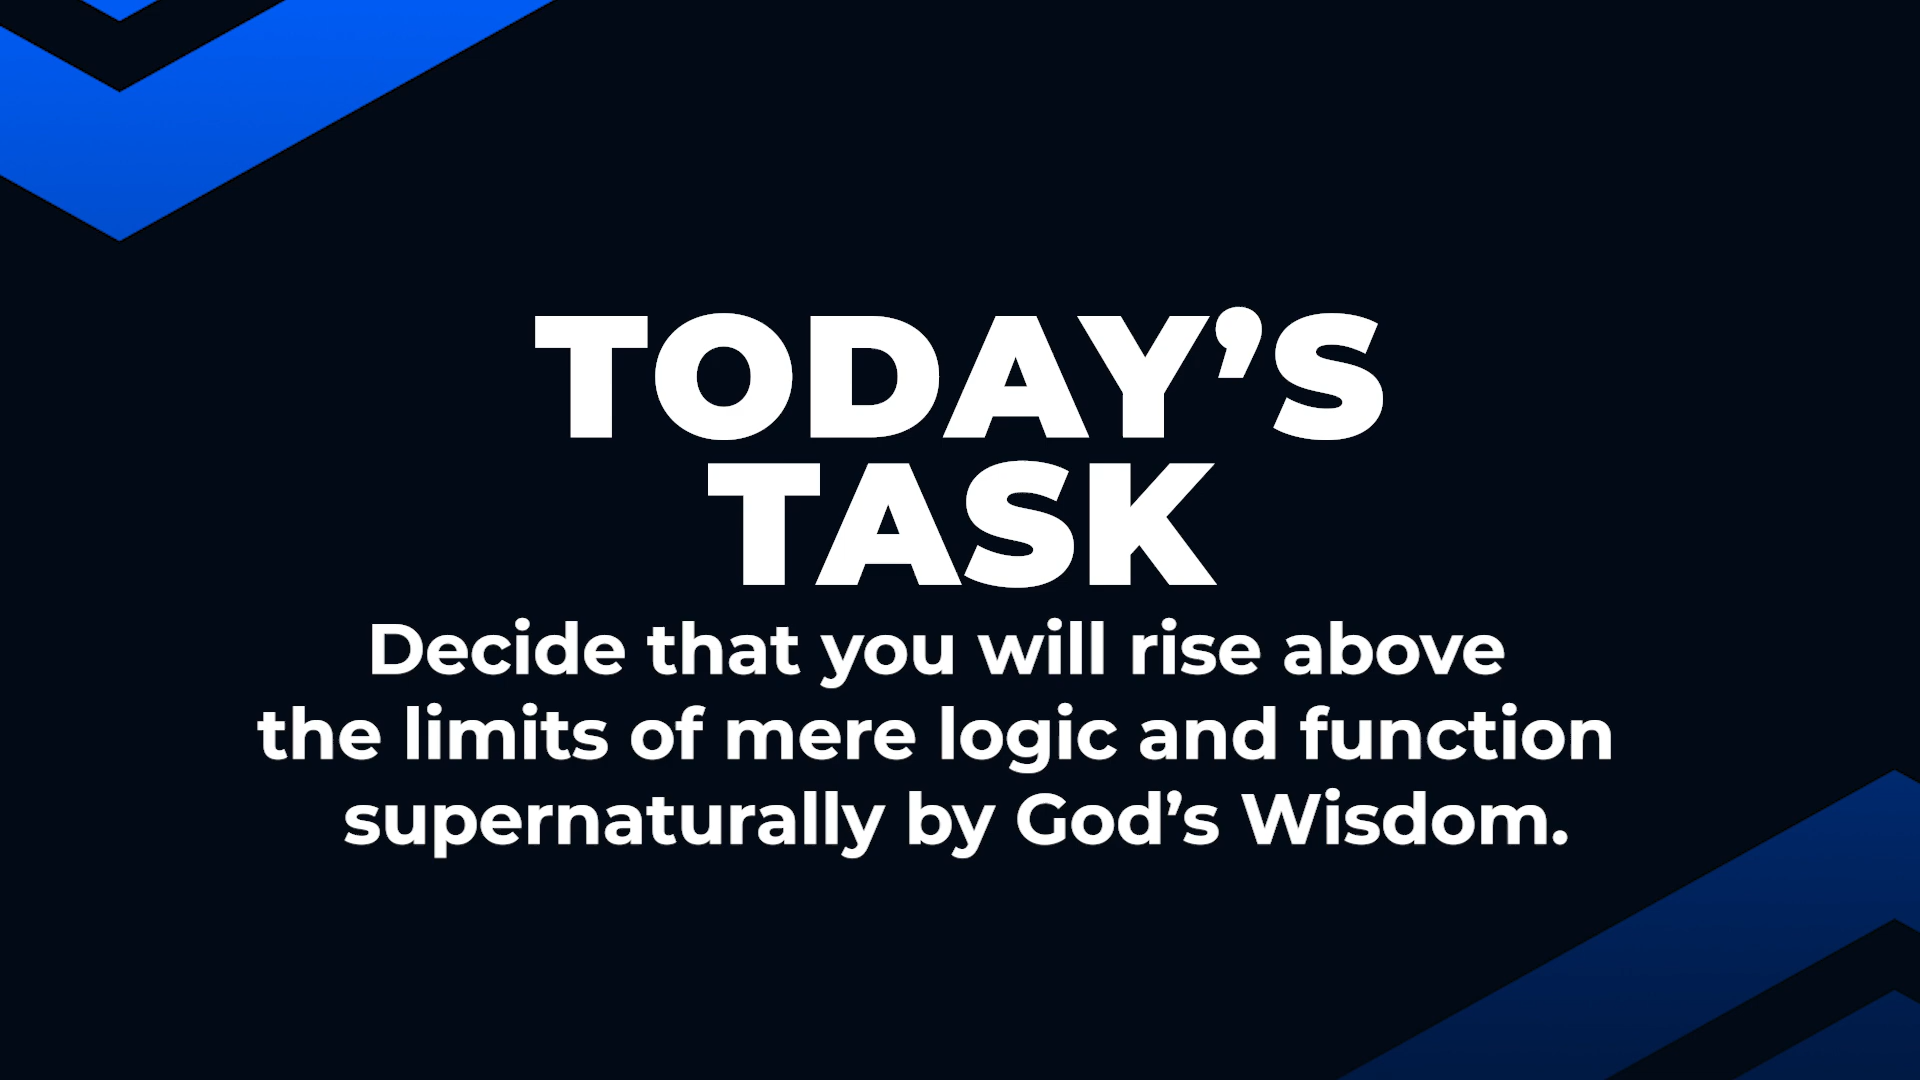 TODAY’S
TASK
Decide that you will rise above
the limits of mere logic and function
supernaturally by God’s Wisdom.